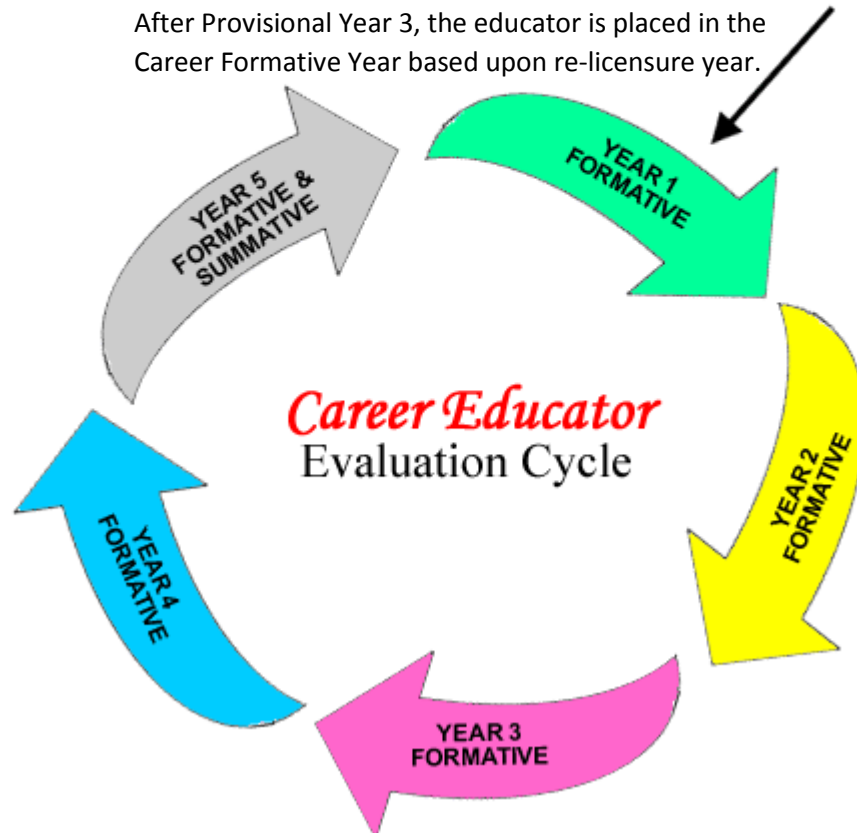 After Provisional Year 3, the educator is placed in the
Career Formative Year based upon re-licensure year.
YEAR 1
FORMATIVE
YEAR 2
FORMATIVE
YEAR 3
FORMATIVE
YEAR 4
FORMATIVE
YEAR 5
FORMATIVE &
SUMMATIVE
Career Educator
Evaluation Cycle